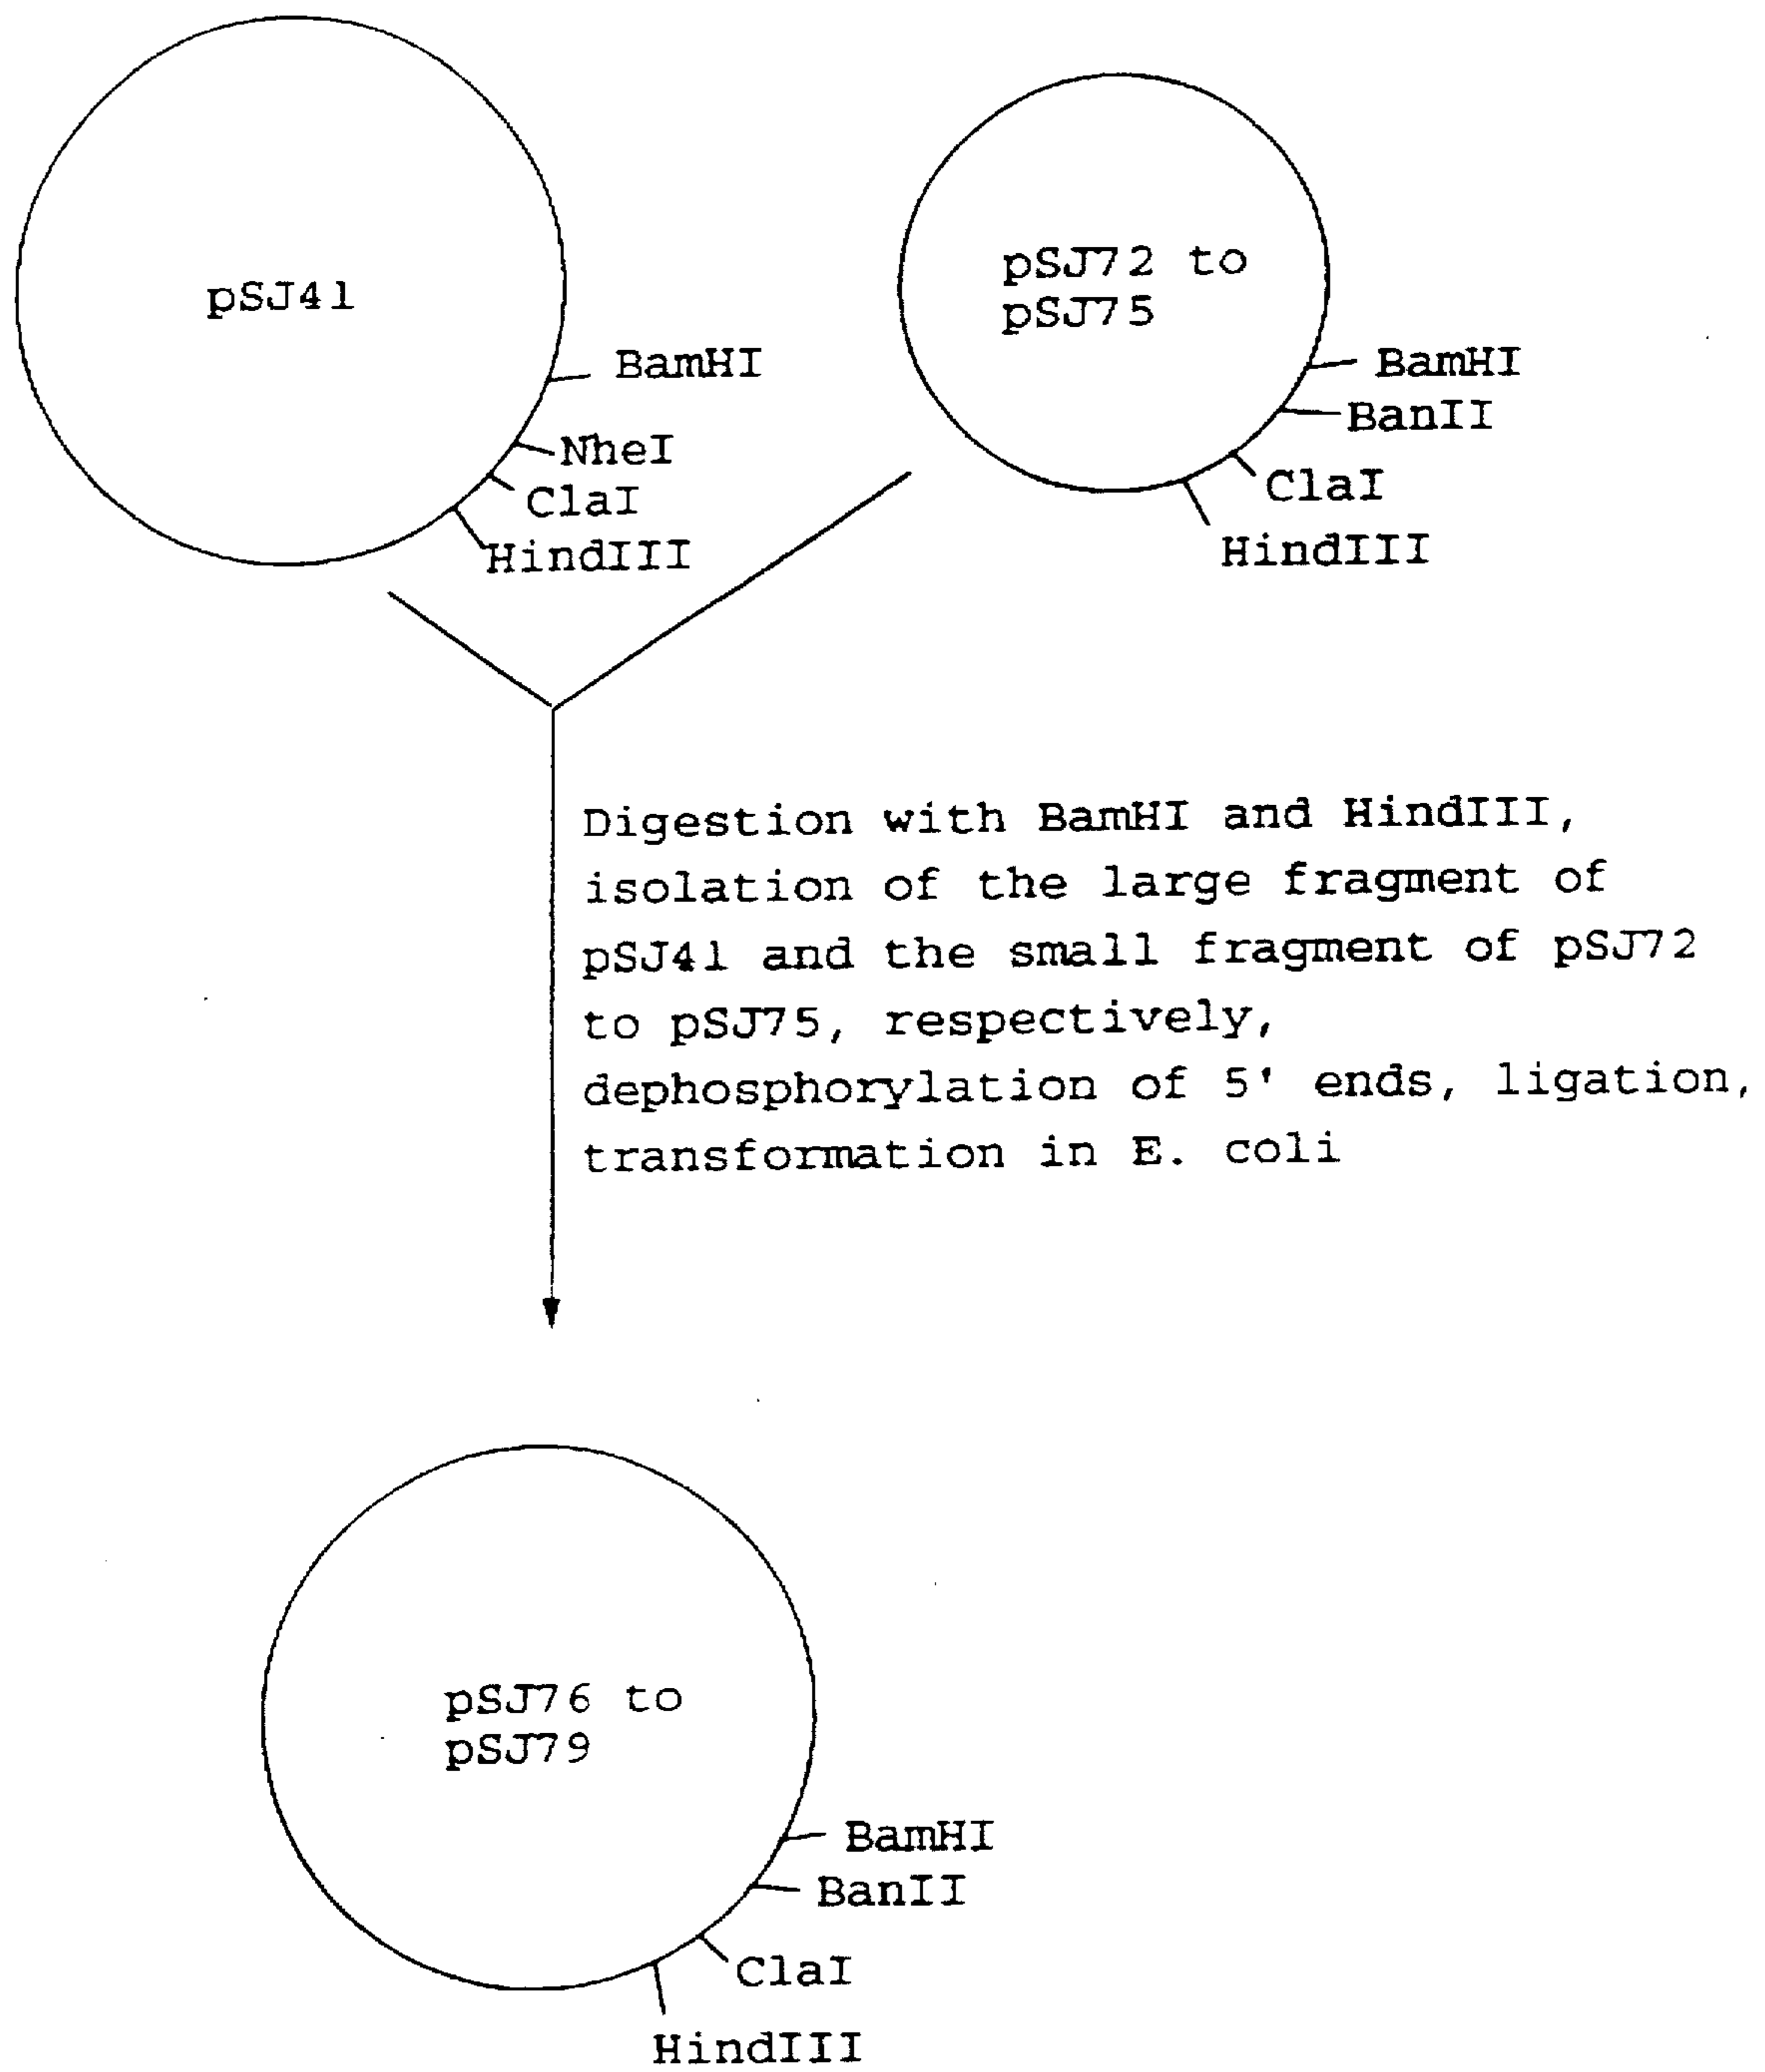 pSJ41
BamHI
NheI
ClaI
HindIII
pSJ72 to
pSJ75
BamHI
BanII
ClaI
HindIII
Digestion with BamHI and HindIII,
isolation of the large fragment of
pSJ41 and the small fragment of pSJ72
to pSJ75, respectively,
dephosphorylation of 5' ends, ligation,
transformation in E. coli
pSJ76 to
pSJ79
BamHI
BanII
ClaI
HindIII